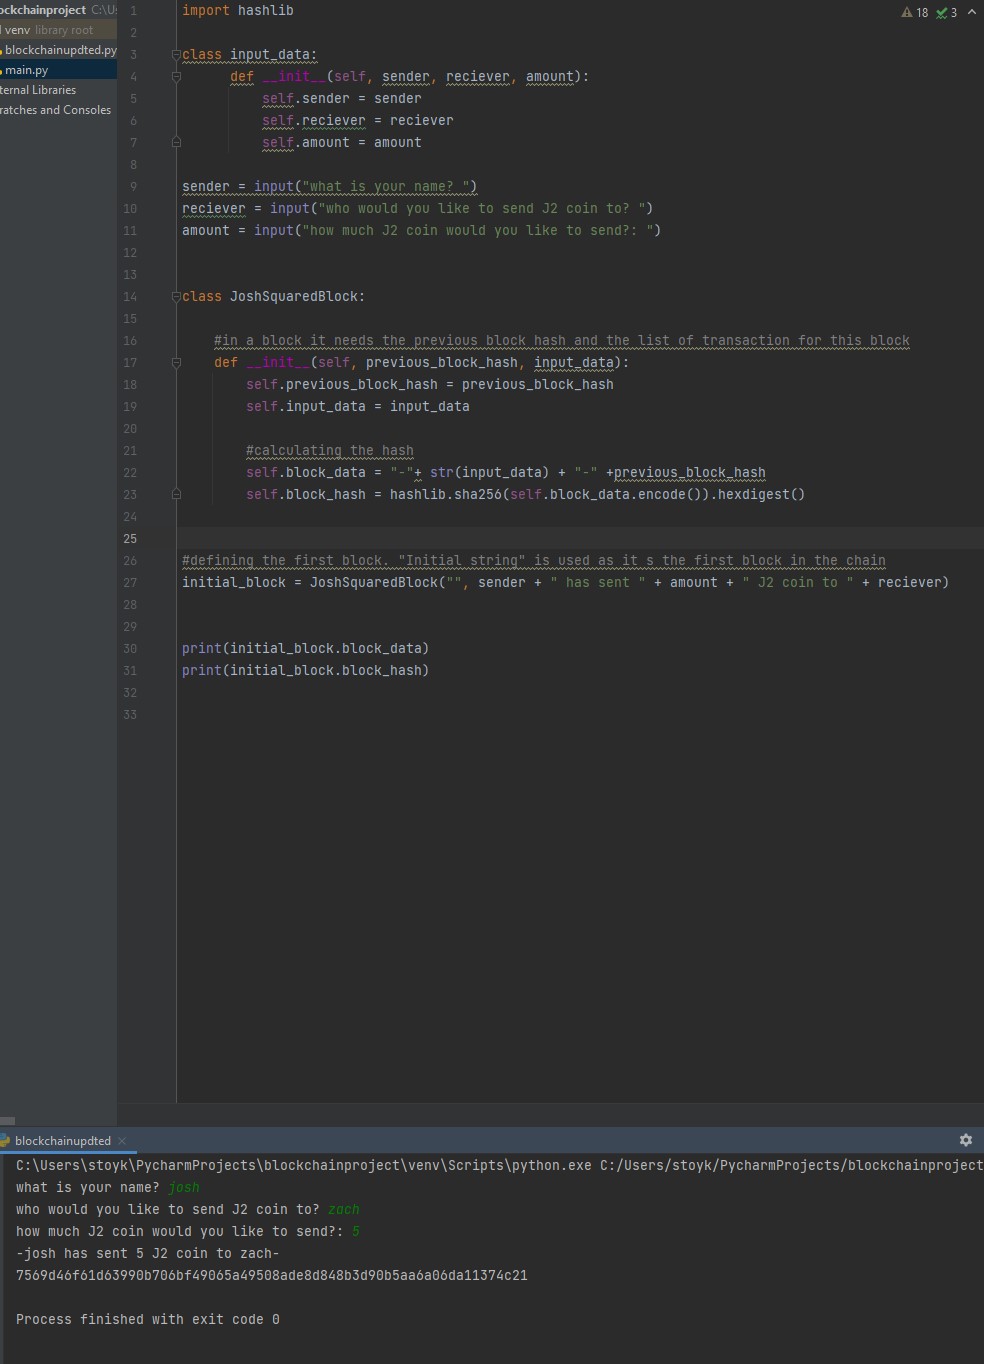 ockchainproject C:\U
venv library root
blockchainupdted.py
main.py
ternal Libraries
ratches and Consoles
18 3
1 import hashlib
2
3 class input_data:
4 def __init__(self, sender, reciever, amount):
5 self.sender = sender
6 self.reciever = reciever
7 self.amount = amount
8
9 sender = input("what is your name? ")
10 reciever = input("who would you like to send J2 coin to? ")
11 amount = input("how much J2 coin would you like to send?: ")
12
13
14 class JoshSquaredBlock:
15
16 #in a block it needs the previous block hash and the list of transaction for this block
17 def __init__(self, previous_block_hash, input_data):
18 self.previous_block_hash = previous_block_hash
19 self.input_data = input_data
20
21 #calculating the hash
22 self.block_data = "-"+ str(input_data) + "-" +previous_block_hash
23 self.block_hash = hashlib.sha256(self.block_data.encode()).hexdigest()
24
25
26 #defining the first block. "Initial string" is used as it s the first block in the chain
27 initial_block = JoshSquaredBlock("", sender + " has sent " + amount + " J2 coin to " + reciever)
28
29
30 print(initial_block.block_data)
31 print(initial_block.block_hash)
32
33
blockchainupdted
C:\Users\stoyk\PycharmProjects\blockchainproject\venv\Scripts\python.exe C:/Users/stoyk/PycharmProjects/blockchainproject
what is your name? josh
who would you like to send J2 coin to? zach
how much J2 coin would you like to send?: 5
-josh has sent 5 J2 coin to zach-
7569d46f61d63990b706bf49065a49508ade8d848b3d90b5aa6a06da11374c21
Process finished with exit code 0